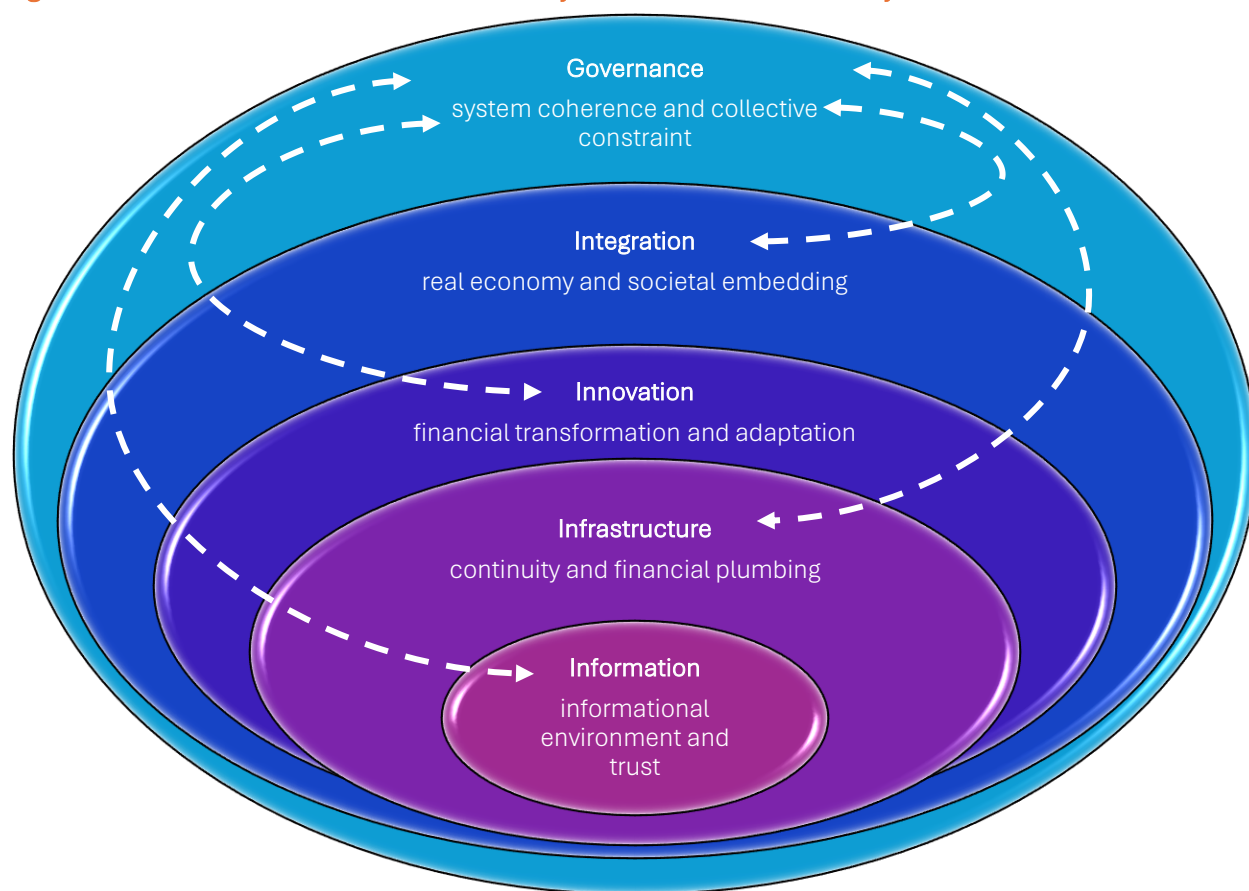 Governance
system coherence and collective
constraint
Integration
real economy and societal embedding
Innovation
financial transformation and adaptation
Infrastructure
continuity and financial plumbing
Information
informational
environment and
trust